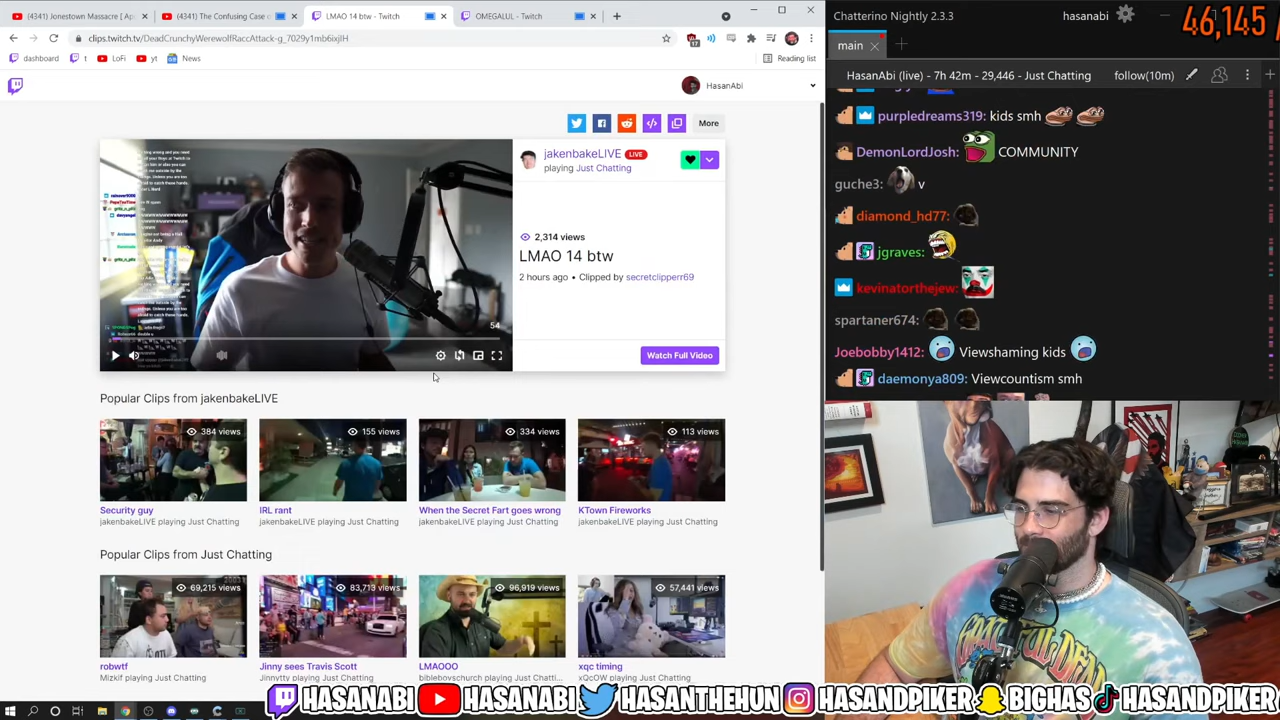 (4341) Jonestown Massacre [ Ap
(4341) The Confusing Case o
LMAO 14 btw - Twitch
OMEGALUL - Twitch
clips.twitch.tv/DeadCrunchyWerewolfRaccAttack-g_7029y1mb6ixjlH
17
dashboard
t
LoFi
yt
News
Reading list
HasanAbi
More
jakenbakeLIVE LIVE
playing Just Chatting
2,314 views
LMAO 14 btw
2 hours ago • Clipped by secretclipperr69
54
Watch Full Video
Popular Clips from jakenbakeLIVE
384 views
155 views
334 views
113 views
Security guy
IRL rant
When the Secret Fart goes wrong
KTown Fireworks
jakenbakeLIVE playing Just Chatting
jakenbakeLIVE playing Just Chatting
jakenbakeLIVE playing Just Chatting
jakenbakeLIVE playing Just Chatting
Popular Clips from Just Chatting
69,215 views
83,713 views
96,919 views
57,441 views
robwtf
Jinny sees Travis Scott
LMAOOO
xqc timing
Mizkif playing Just Chatting
Jinnytty playing Just Chatting
bibleboyschurch playing Just Chatti...
xQcOW playing Just Chatting
Chatterino Nightly 2.3.3
hasanabi
46,145
main
HasanAbi (live) - 7h 42m - 29,446 - Just Chatting
follow(10m)
purpledreams319: kids smh
DemonLordJosh: COMMUNITY
guche3: v
diamond_hd77:
jgraves:
kevinatorthejew:
spartaner674:
Joebobby1412: Viewshaming kids
daemonya809: Viewcountism smh
HASANABI HASANABI HASANTHEHUN HASANDPIKER BIGHAS HASANDPIKER